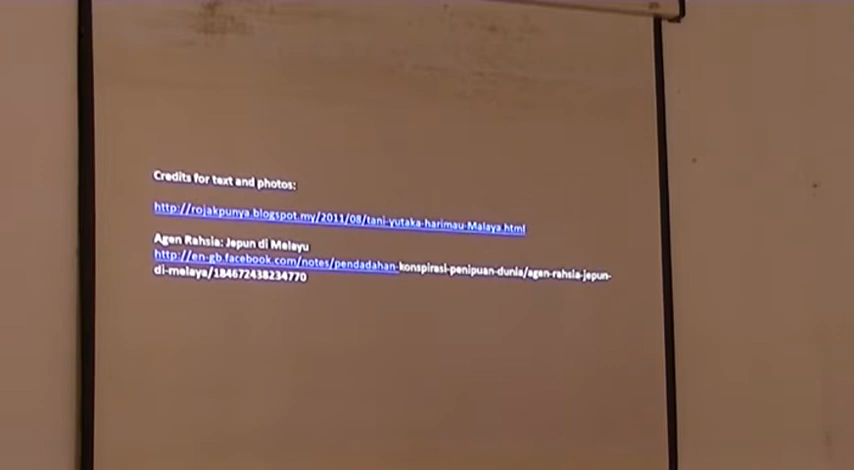 Credits for text and photos:
http://rojakpunya.blogspot.my/2011/08/tani-yutaka-harimau-Malaya.html
Agen Rahsia: Jepun di Melayu
http://en-gb.facebook.com/notes/pendadahan-konspirasi-penipuan-dunia/agen-rahsia-jepun-
di-melaya/184672438234770